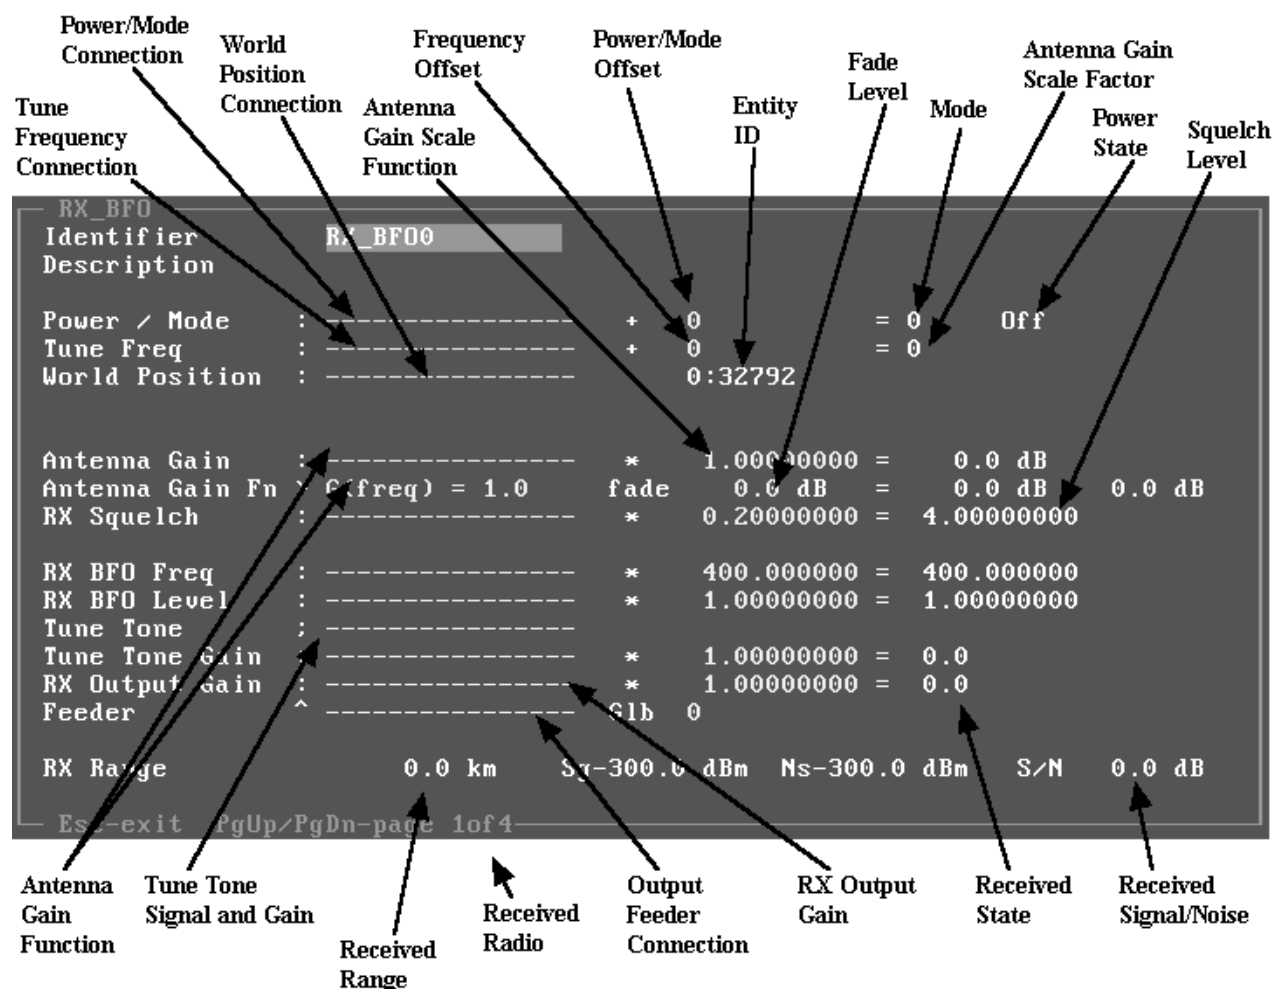 Power/Mode
Connection
World
Position
Connection
Frequency
Offset
Power/Mode
Offset
Fade
Level
Antenna Gain
Scale Factor
Tune
Frequency
Connection
Antenna
Gain Scale
Function
Entity
ID
Mode
Power
State
Squelch
Level
RX_BFO
Identifier RX_BFO0
Description
Power / Mode : --------------- + 0 = 0 Off
Tune Freq : --------------- + 0 = 0
World Position : --------------- 0:32792
Antenna Gain : --------------- * 1.00000000 = 0.0 dB
Antenna Gain Fn G(freq) = 1.0 fade 0.0 dB = 0.0 dB 0.0 dB
RX Squelch : --------------- * 0.20000000 = 4.00000000
RX BFO Freq : --------------- * 400.000000 = 400.000000
RX BFO Level : --------------- * 1.00000000 = 1.00000000
Tune Tone ; ---------------
Tune Tone Gain : --------------- * 1.00000000 = 0.0
RX Output Gain : --------------- * 1.00000000 = 0.0
Feeder ^ --------------- Glb 0
RX Range 0.0 km Sg-300.0 dBm Ns-300.0 dBm S/N 0.0 dB
Esc-exit PgUp/PgDn-page 1of4
Antenna
Gain
Function
Tune Tone
Signal and Gain
Received
Range
Received
Radio
Output
Feeder
Connection
RX Output
Gain
Received
State
Received
Signal/Noise